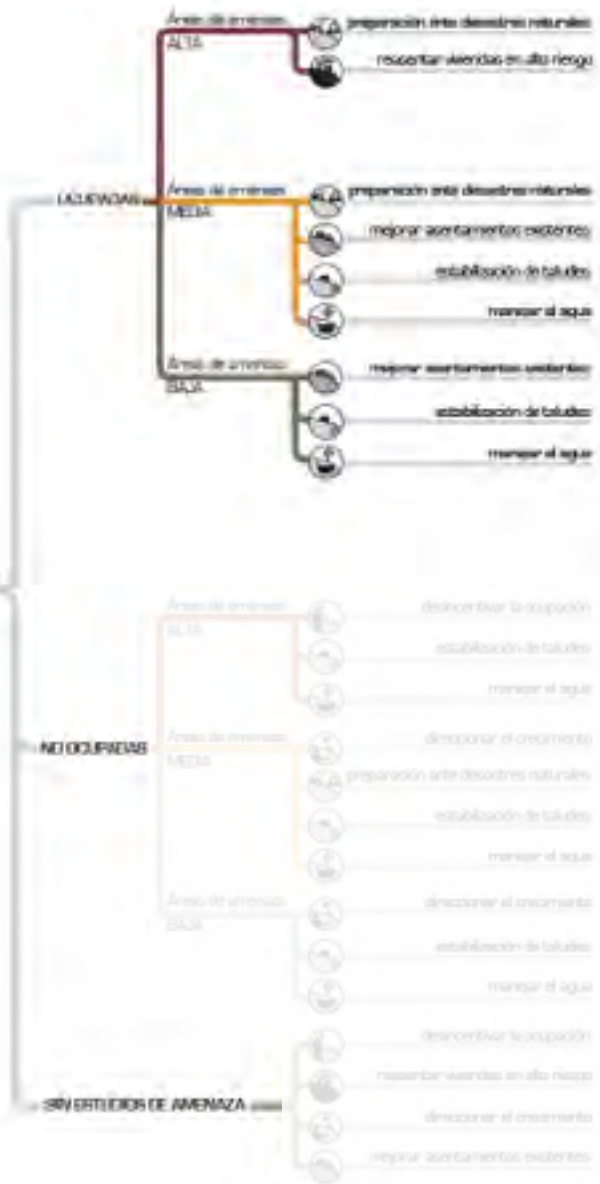 Áreas de amenaza
ALTA
preparación ante desastres naturales
reasentar viviendas en alto riesgo
OCUPADAS
Áreas de amenaza
MEDIA
preparación ante desastres naturales
mejorar asentamientos existentes
estabilización de taludes
manejar el agua
Áreas de amenaza
BAJA
mejorar asentamientos existentes
estabilización de taludes
manejar el agua
Áreas de amenaza
ALTA
desincentivar la ocupación
estabilización de taludes
manejar el agua
NO OCUPADAS
Áreas de amenaza
MEDIA
direccionar el crecimiento
preparación ante desastres naturales
estabilización de taludes
manejar el agua
Áreas de amenaza
BAJA
direccionar el crecimiento
estabilización de taludes
manejar el agua
SIN ESTUDIOS DE AMENAZA
desincentivar la ocupación
reasentar viviendas en alto riesgo
direccionar el crecimiento
mejorar asentamientos existentes